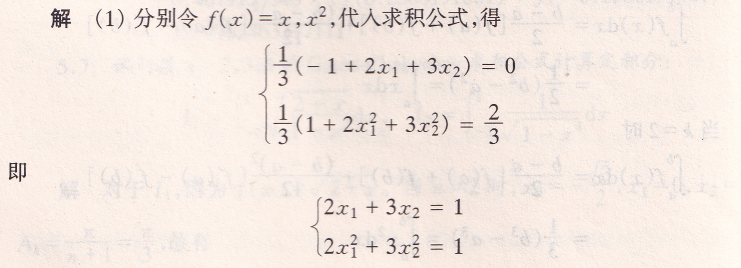 解 (1) 分别令 f(x) = x, x², 代入求积公式, 得
1/3(-1 + 2x₁ + 3x₂) = 0
1/3(1 + 2x₁² + 3x₂²) = 2/3
即
2x₁ + 3x₂ = 1
2x₁² + 3x₂² = 1